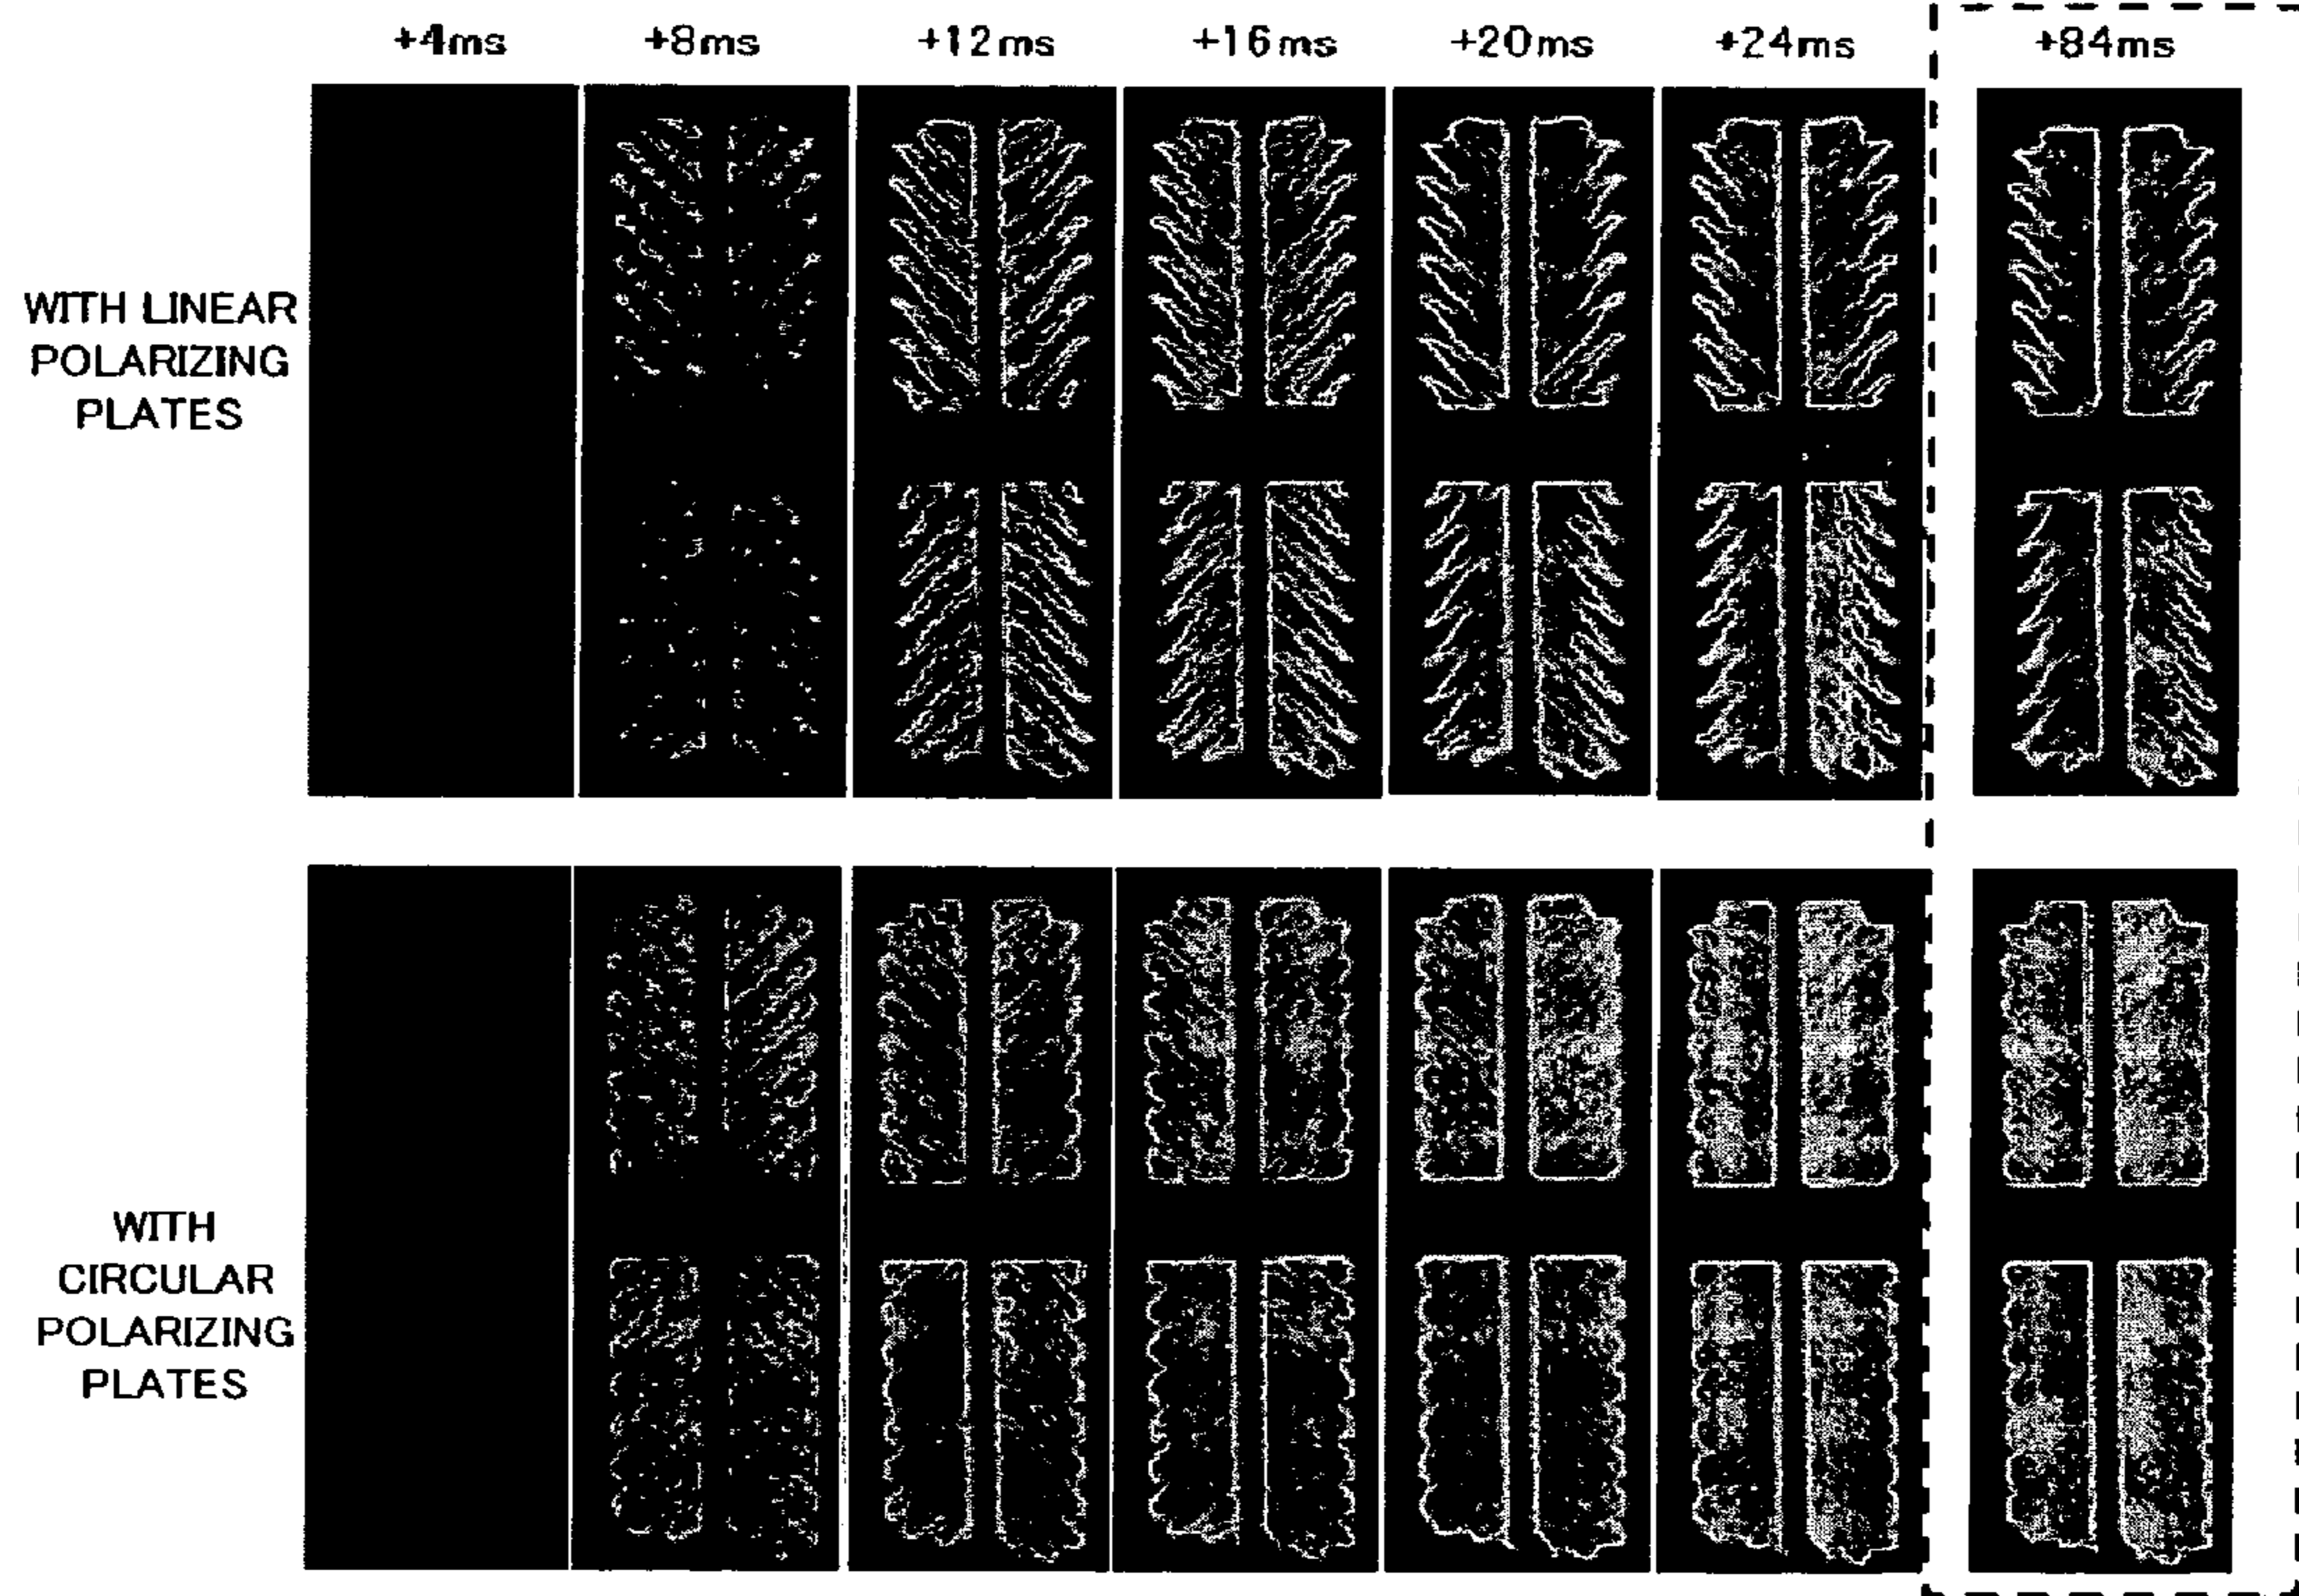 +4ms +8ms +12ms +16ms +20ms +24ms +84ms
WITH LINEAR
POLARIZING
PLATES
WITH
CIRCULAR
POLARIZING
PLATES